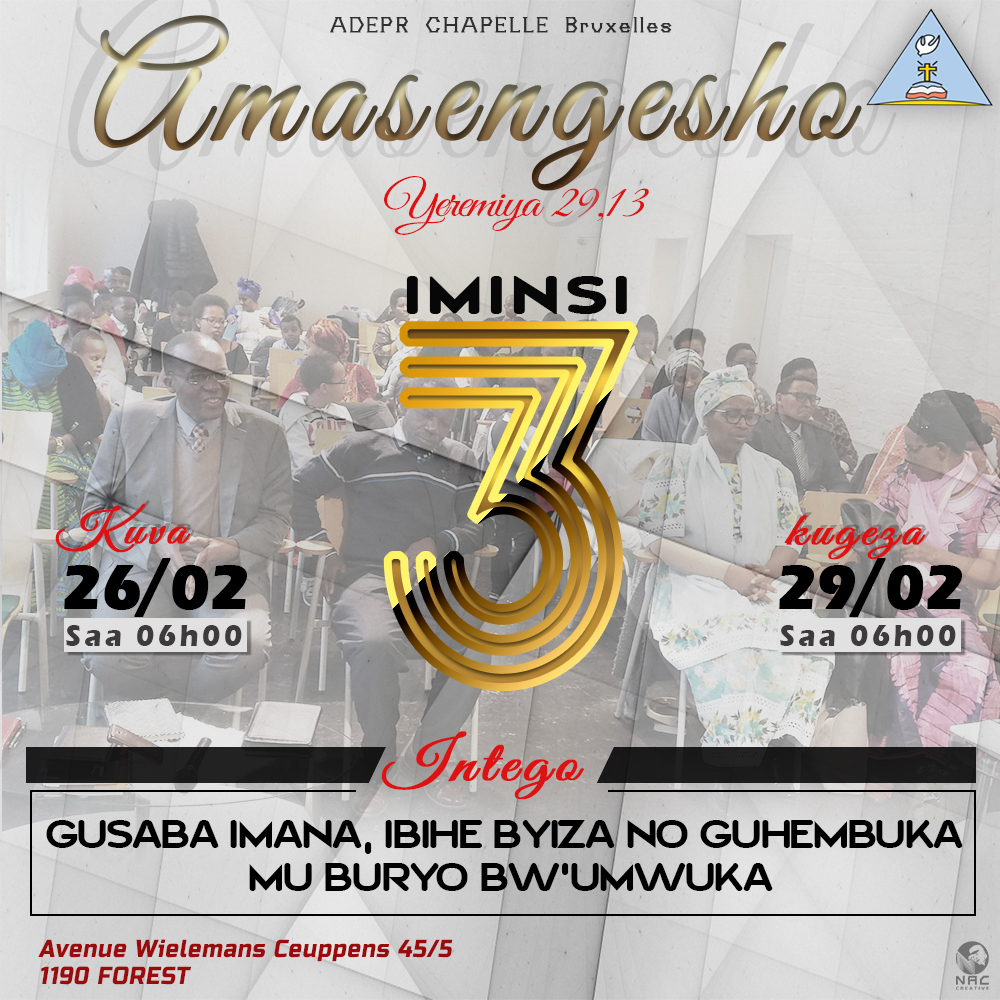 ADEPR CHAPELLE Bruxelles
Amasengesho
Yeremiya 29,13
IMINSI
3
Kuva
26/02
Saa 06h00
kugeza
29/02
Saa 06h00
Intego
GUSABA IMANA, IBIHE BYIZA NO GUHEMBUKA
MU BURYO BW'UMWUKA
Avenue Wielemans Ceuppens 45/5
1190 FOREST
NAC
CREATIVE